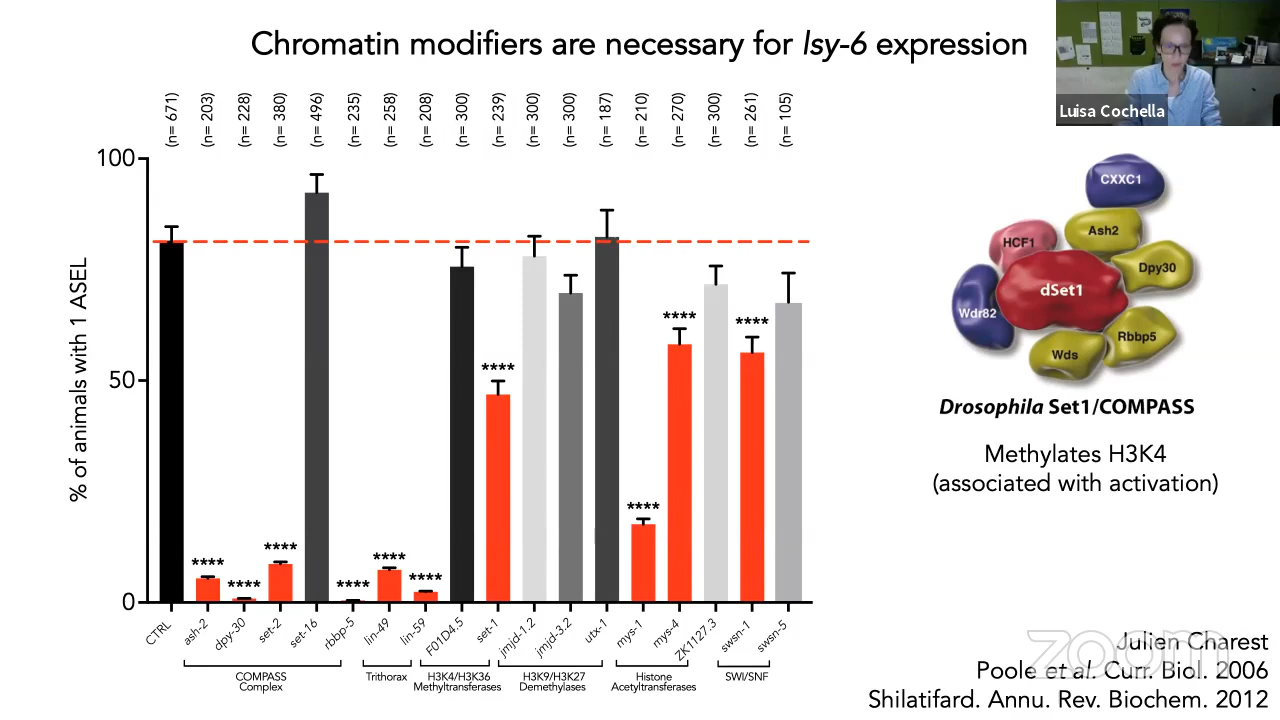 Chromatin modifiers are necessary for lsy-6 expression
Luisa Cochella
(n= 671)
(n= 203)
(n= 228)
(n= 380)
(n= 496)
(n= 235)
(n= 258)
(n= 208)
(n= 300)
(n= 239)
(n= 300)
(n= 300)
(n= 187)
(n= 210)
(n= 270)
(n= 300)
(n= 261)
(n= 105)
% of animals with 1 ASEL
100
50
0
****
****
****
****
****
****
****
****
****
****
CTRL
ash-2
dpy-30
set-2
set-16
rbbp-5
lin-49
lin-59
F01D4.5
set-1
jmjd-1.2
jmjd-3.2
utx-1
mys-1
mys-4
ZK1127.3
swsn-1
swsn-5
COMPASS
Complex
Trithorax
H3K4/H3K36
Methyltransferases
H3K9/H3K27
Demethylases
Histone
Acetyltransferases
SWI/SNF
CXXC1
HCF1
Ash2
Dpy30
dSet1
Wdr82
Rbbp5
Wds
Drosophila Set1/COMPASS
Methylates H3K4
(associated with activation)
zoom
Julien Charest
Poole et al. Curr. Biol. 2006
Shilatifard. Annu. Rev. Biochem. 2012